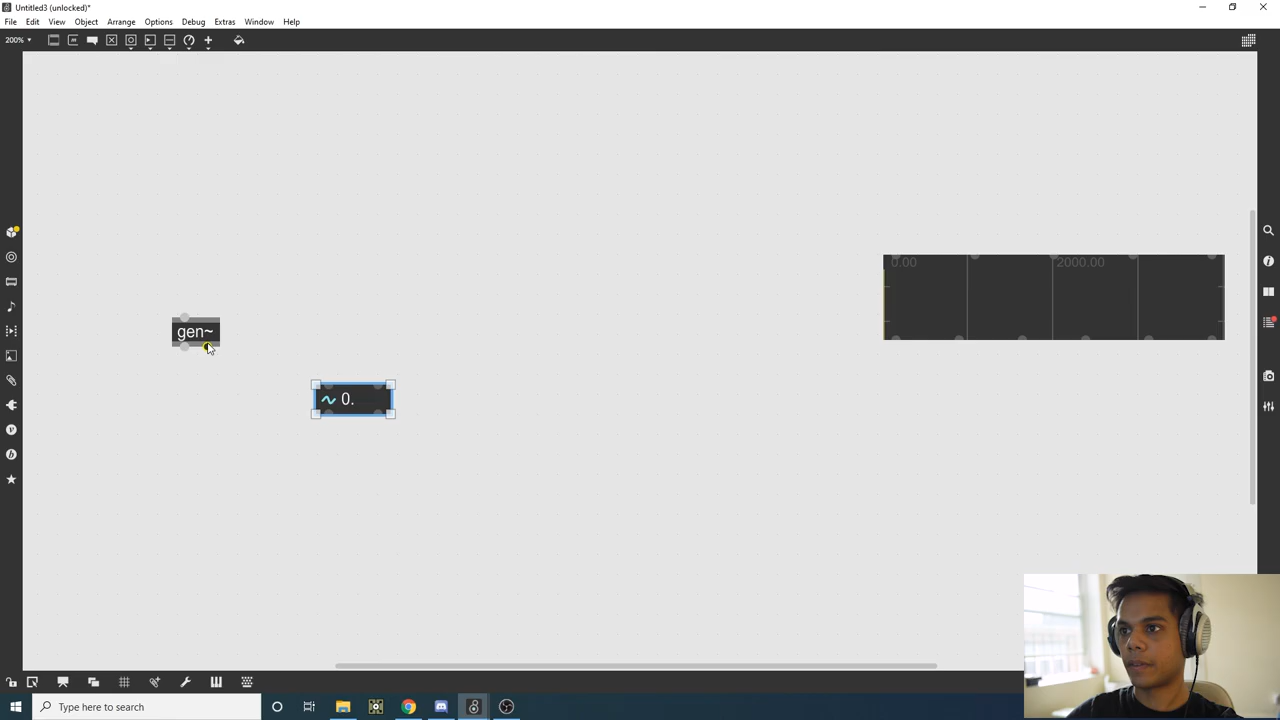 Untitled3 (unlocked)*
File Edit View Object Arrange Options Debug Extras Window Help
200%
0.00 2000.00
gen~
0.
Type here to search